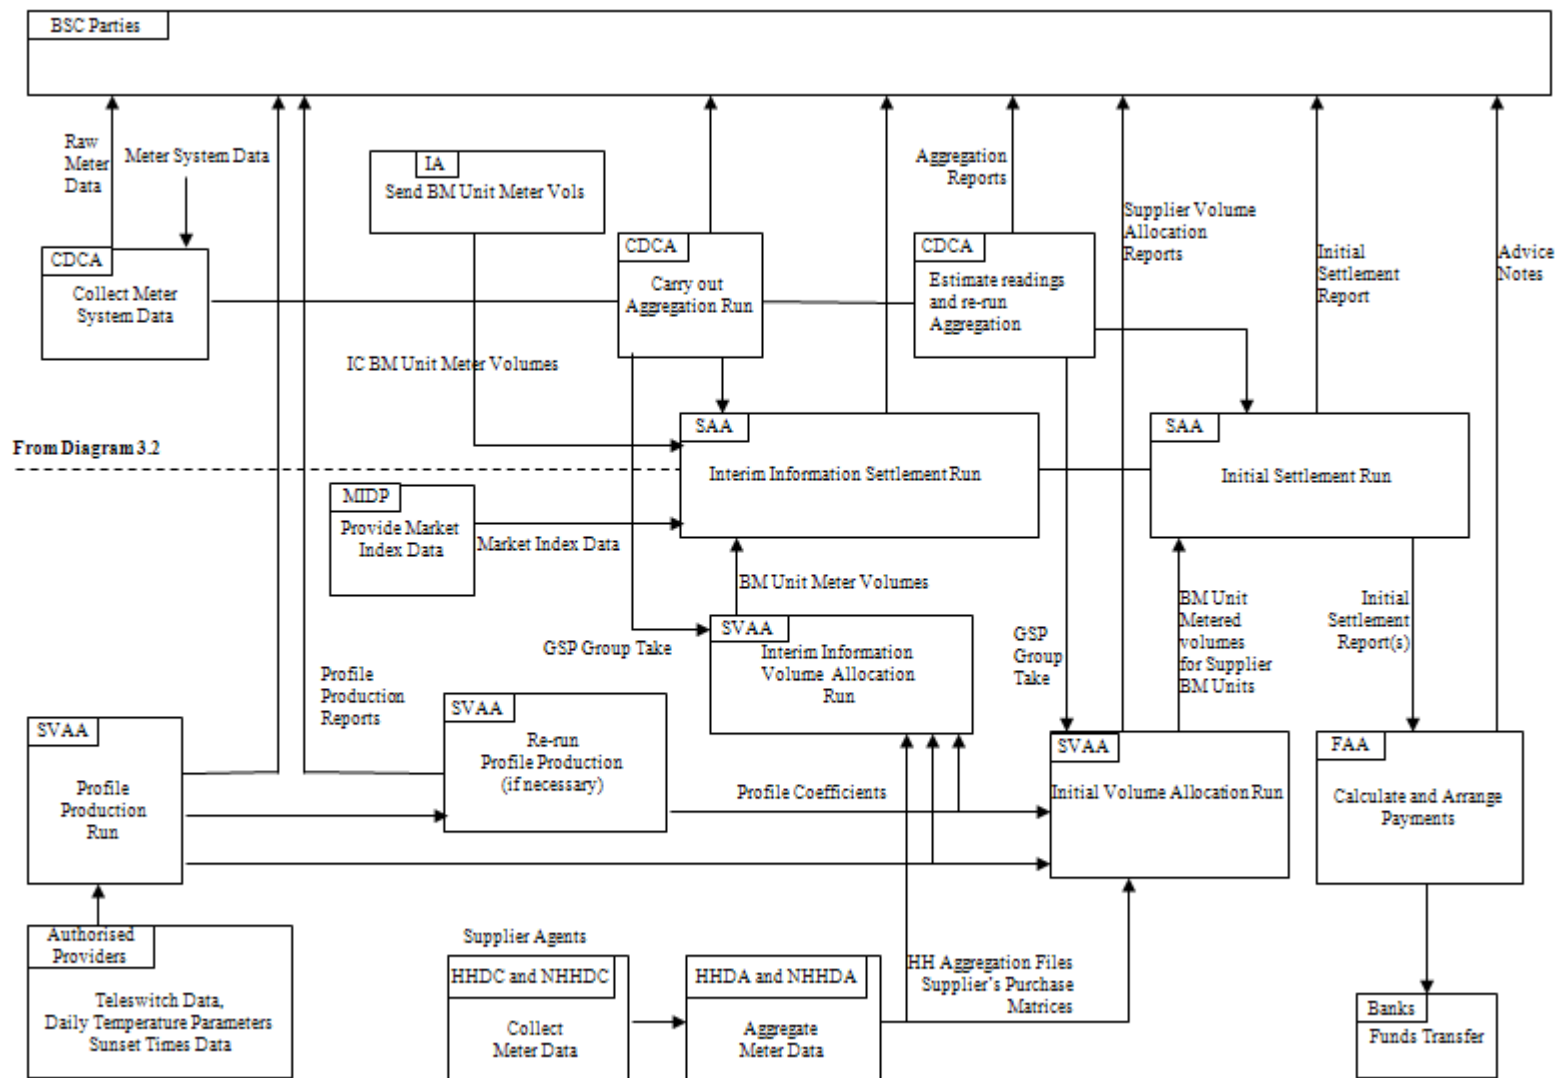 BSC Parties
Raw
Meter
Data
Meter System Data
IA
Send BM Unit Meter Vols
Aggregation
Reports
Supplier Volume
Allocation
Reports
Initial
Settlement
Report
Advice
Notes
CDCA
Collect Meter
System Data
CDCA
Carry out
Aggregation Run
CDCA
Estimate readings
and re-run
Aggregation
IC BM Unit Meter Volumes
From Diagram 3.2
SAA
Interim Information Settlement Run
SAA
Initial Settlement Run
MIDP
Provide Market
Index Data
Market Index Data
BM Unit Meter Volumes
GSP Group Take
SVAA
Interim Information
Volume Allocation
Run
GSP
Group
Take
BM Unit
Metered
volumes
for Supplier
BM Units
Initial
Settlement
Report(s)
Profile
Production
Reports
SVAA
Profile
Production
Run
SVAA
Re-run
Profile Production
(if necessary)
Profile Coefficients
SVAA
Initial Volume Allocation Run
FAA
Calculate and Arrange
Payments
Authorised
Providers
Teleswitch Data,
Daily Temperature Parameters
Sunset Times Data
Supplier Agents
HHDC and NHHDC
Collect
Meter Data
HHDA and NHHDA
Aggregate
Meter Data
HH Aggregation Files
Supplier's Purchase
Matrices
Banks
Funds Transfer